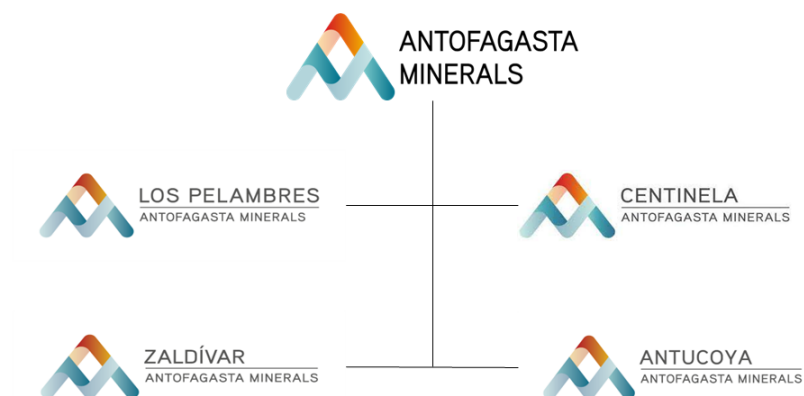 ANTOFAGASTA
MINERALS
LOS PELAMBRES
ANTOFAGASTA MINERALS
CENTINELA
ANTOFAGASTA MINERALS
ZALDÍVAR
ANTOFAGASTA MINERALS
ANTUCOYA
ANTOFAGASTA MINERALS